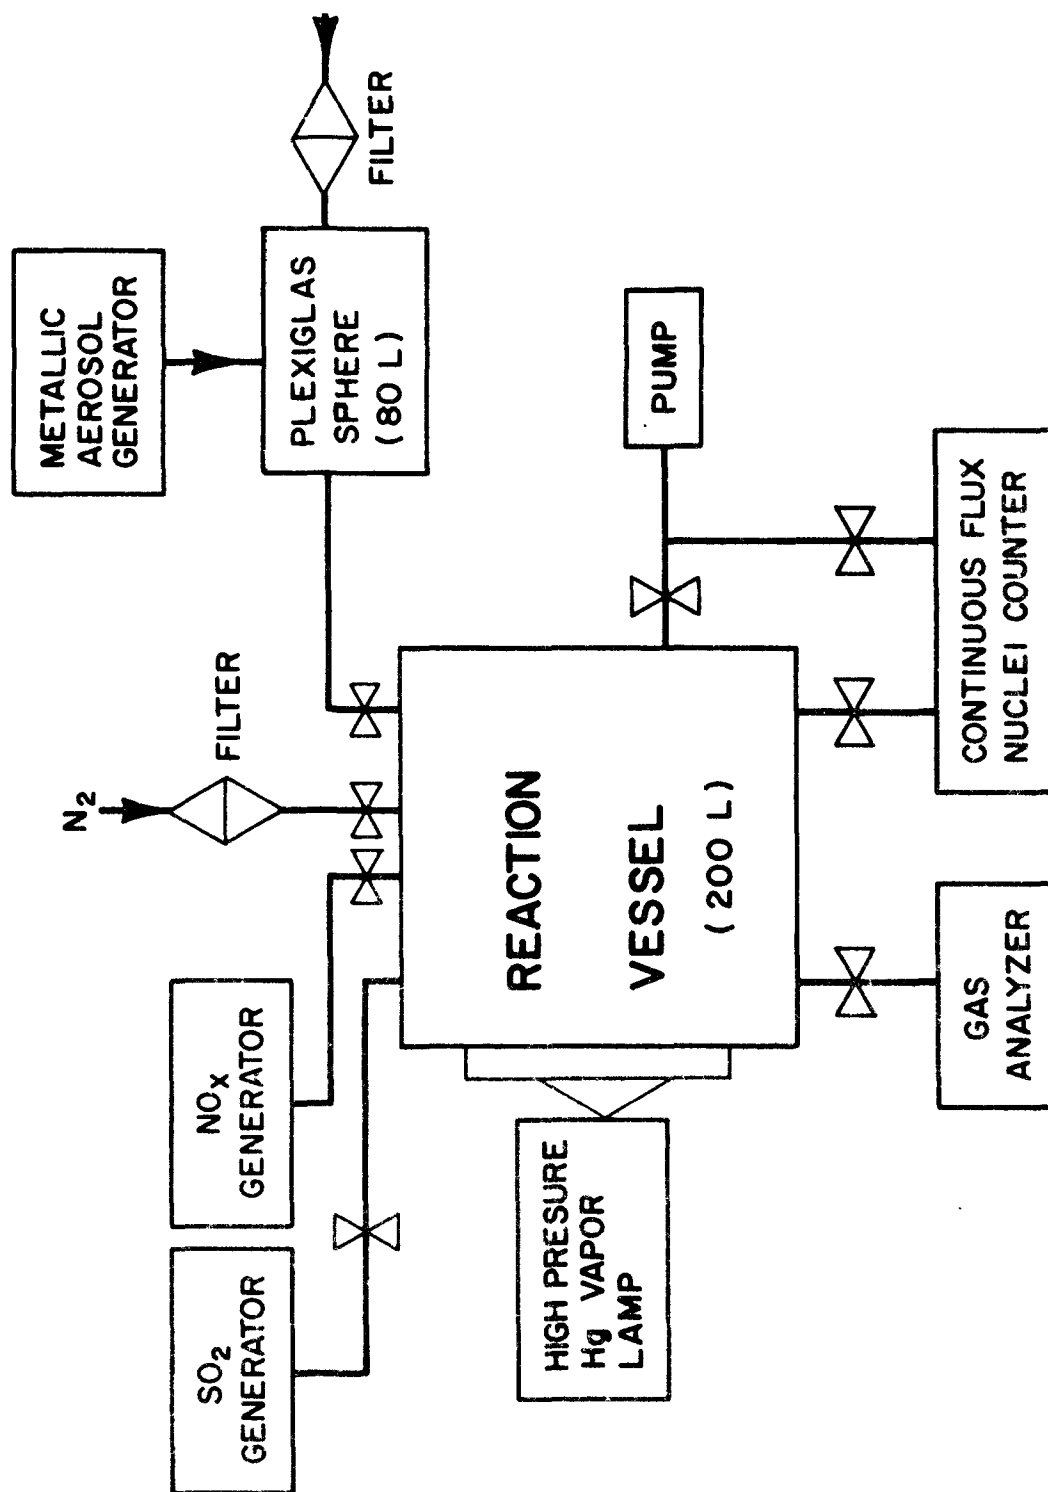 METALLIC
AEROSOL
GENERATOR
FILTER
PLEXIGLAS
SPHERE
(80 L)
N2
FILTER
NOX
GENERATOR
SO2
GENERATOR
REACTION
VESSEL
(200 L)
PUMP
HIGH PRESURE
Hg VAPOR
LAMP
GAS
ANALYZER
CONTINUOUS FLUX
NUCLEI COUNTER